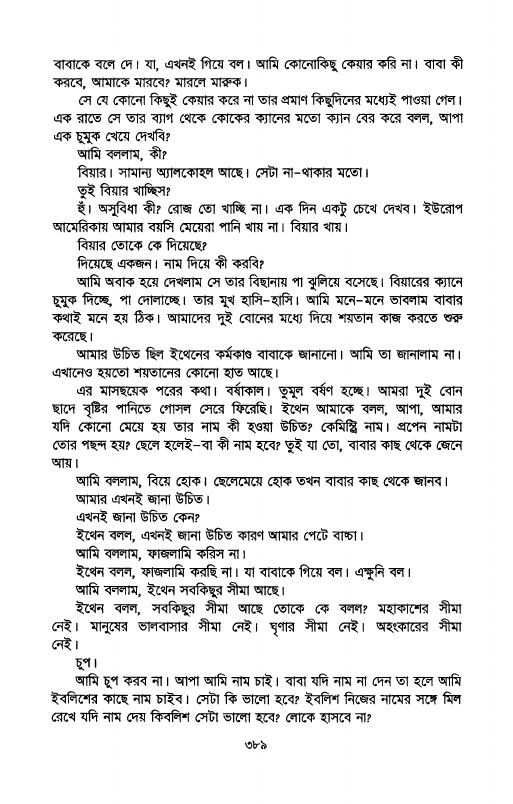 বাবাকে বলে দে। যা, এখনই গিয়ে বল। আমি কোনোকিছু কেয়ার করি না। বাবা কী
করবে, আমাকে মারবে? মারলে মারুক।
সে যে কোনো কিছুই কেয়ার করে না তার প্রমাণ কিছুদিনের মধ্যেই পাওয়া গেল।
এক রাতে সে তার ব্যাগ থেকে কোকের ক্যানের মতো ক্যান বের করে বলল, আপা
এক চুমুক খেয়ে দেখবি?
আমি বললাম, কী?
বিয়ার। সামান্য অ্যালকোহল আছে। সেটা না–থাকার মতো।
তুই বিয়ার খাচ্ছিস?
হুঁ। অসুবিধা কী? রোজ তো খাচ্ছি না। এক দিন একটু চেখে দেখব। ইউরোপ
আমেরিকায় আমার বয়সি মেয়েরা পানি খায় না। বিয়ার খায়।
বিয়ার তোকে কে দিয়েছে?
দিয়েছে একজন। নাম দিয়ে কী করবি?
আমি অবাক হয়ে দেখলাম সে তার বিছানায় পা ঝুলিয়ে বসেছে। বিয়ারের ক্যানে
চুমুক দিচ্ছে, পা দোলাচ্ছে। তার মুখ হাসি–হাসি। আমি মনে–মনে ভাবলাম বাবার
কথাই মনে হয় ঠিক। আমাদের দুই বোনের মধ্যে দিয়ে শয়তান কাজ করতে শুরু
করেছে।
আমার উচিত ছিল ইথেনের কর্মকাণ্ড বাবাকে জানানো। আমি তা জানালাম না।
এখানেও হয়তো শয়তানের কোনো হাত আছে।
এর মাসছয়েক পরের কথা। বর্ষাকাল। তুমুল বর্ষণ হচ্ছে। আমরা দুই বোন
ছাদে বৃষ্টির পানিতে গোসল সেরে ফিরেছি। ইথেন আমাকে বলল, আপা, আমার
যদি কোনো মেয়ে হয় তার নাম কী হওয়া উচিত? কেমিস্ট্রি নাম। প্রপেন নামটা
তোর পছন্দ হয়? ছেলে হলেই–বা কী নাম হবে? তুই যা তো, বাবার কাছ থেকে জেনে
আয়।
আমি বললাম, বিয়ে হোক। ছেলেমেয়ে হোক তখন বাবার কাছ থেকে জানব।
আমার এখনই জানা উচিত।
এখনই জানা উচিত কেন?
ইথেন বলল, এখনই জানা উচিত কারণ আমার পেটে বাচ্চা।
আমি বললাম, ফাজলামি করিস না।
ইথেন বলল, ফাজলামি করছি না। যা বাবাকে গিয়ে বল। এক্ষুনি বল।
আমি বললাম, ইথেন সবকিছুর সীমা আছে।
ইথেন বলল, সবকিছুর সীমা আছে তোকে কে বলল? মহাকাশের সীমা
নেই। মানুষের ভালবাসার সীমা নেই। ঘৃণার সীমা নেই। অহংকারের সীমা
নেই।
চুপ।
আমি চুপ করব না। আপা আমি নাম চাই। বাবা যদি নাম না দেন তা হলে আমি
ইবলিশের কাছে নাম চাইব। সেটা কি ভালো হবে? ইবলিশ নিজের নামের সঙ্গে মিল
রেখে যদি নাম দেয় কিবলিশ সেটা ভালো হবে? লোকে হাসবে না?
৩৮৯